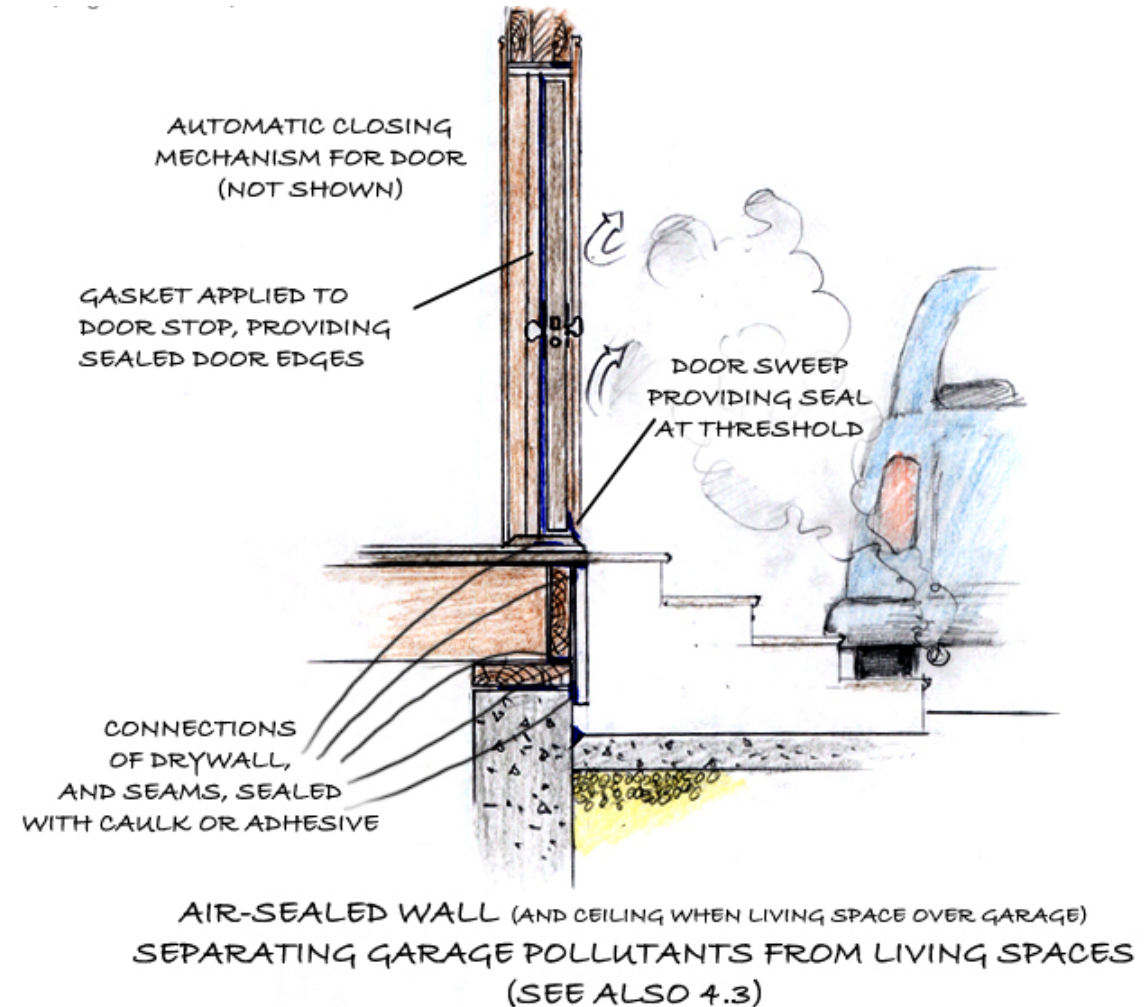 AUTOMATIC CLOSING
MECHANISM FOR DOOR
(NOT SHOWN)
GASKET APPLIED TO
DOOR STOP, PROVIDING
SEALED DOOR EDGES
DOOR SWEEP
PROVIDING SEAL
AT THRESHOLD
CONNECTIONS
OF DRYWALL,
AND SEAMS, SEALED
WITH CAULK OR ADHESIVE
AIR-SEALED WALL (AND CEILING WHEN LIVING SPACE OVER GARAGE)
SEPARATING GARAGE POLLUTANTS FROM LIVING SPACES
(SEE ALSO 4.3)